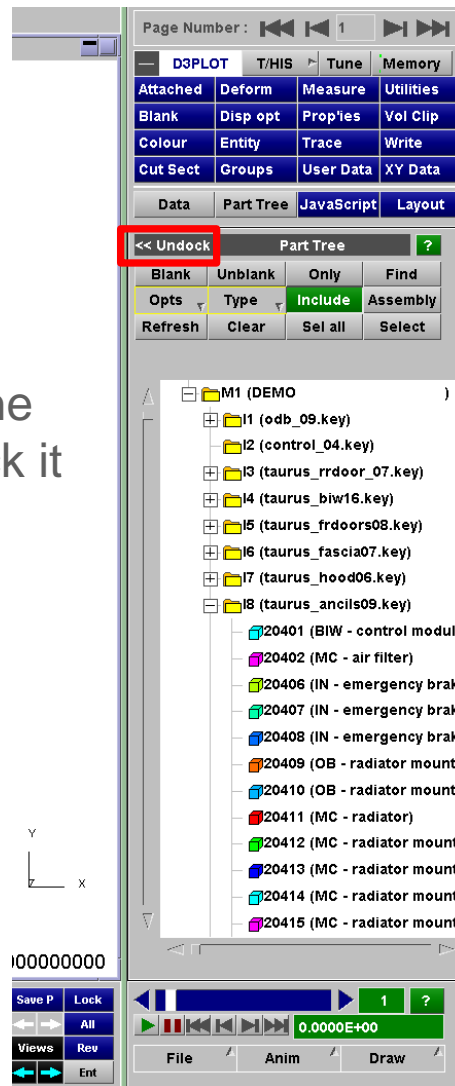 Page Number : 1
D3PLOT T/HIS Tune Memory
Attached Deform Measure Utilities
Blank Disp opt Prop'ies Vol Clip
Colour Entity Trace Write
Cut Sect Groups User Data XY Data
Data Part Tree JavaScript Layout
<< Undock Part Tree ?
Blank Unblank Only Find
Opts Type Include Assembly
Refresh Clear Sel all Select
ne
k it
M1 (DEMO )
I1 (odb_09.key)
I2 (control_04.key)
I3 (taurus_rrdoor_07.key)
I4 (taurus_biw16.key)
I5 (taurus_frdoors08.key)
I6 (taurus_fascia07.key)
I7 (taurus_hood06.key)
I8 (taurus_ancils09.key)
20401 (BIW - control modul
20402 (MC - air filter)
20406 (IN - emergency brak
20407 (IN - emergency brak
20408 (IN - emergency brak
20409 (OB - radiator mount
20410 (OB - radiator mount
20411 (MC - radiator)
20412 (MC - radiator mount
20413 (MC - radiator mount
20414 (MC - radiator mount
20415 (MC - radiator mount
Y
Z X
000000000
Save P Lock
All
Views Rev
Ent
1 ?
0.0000E+00
File Anim Draw